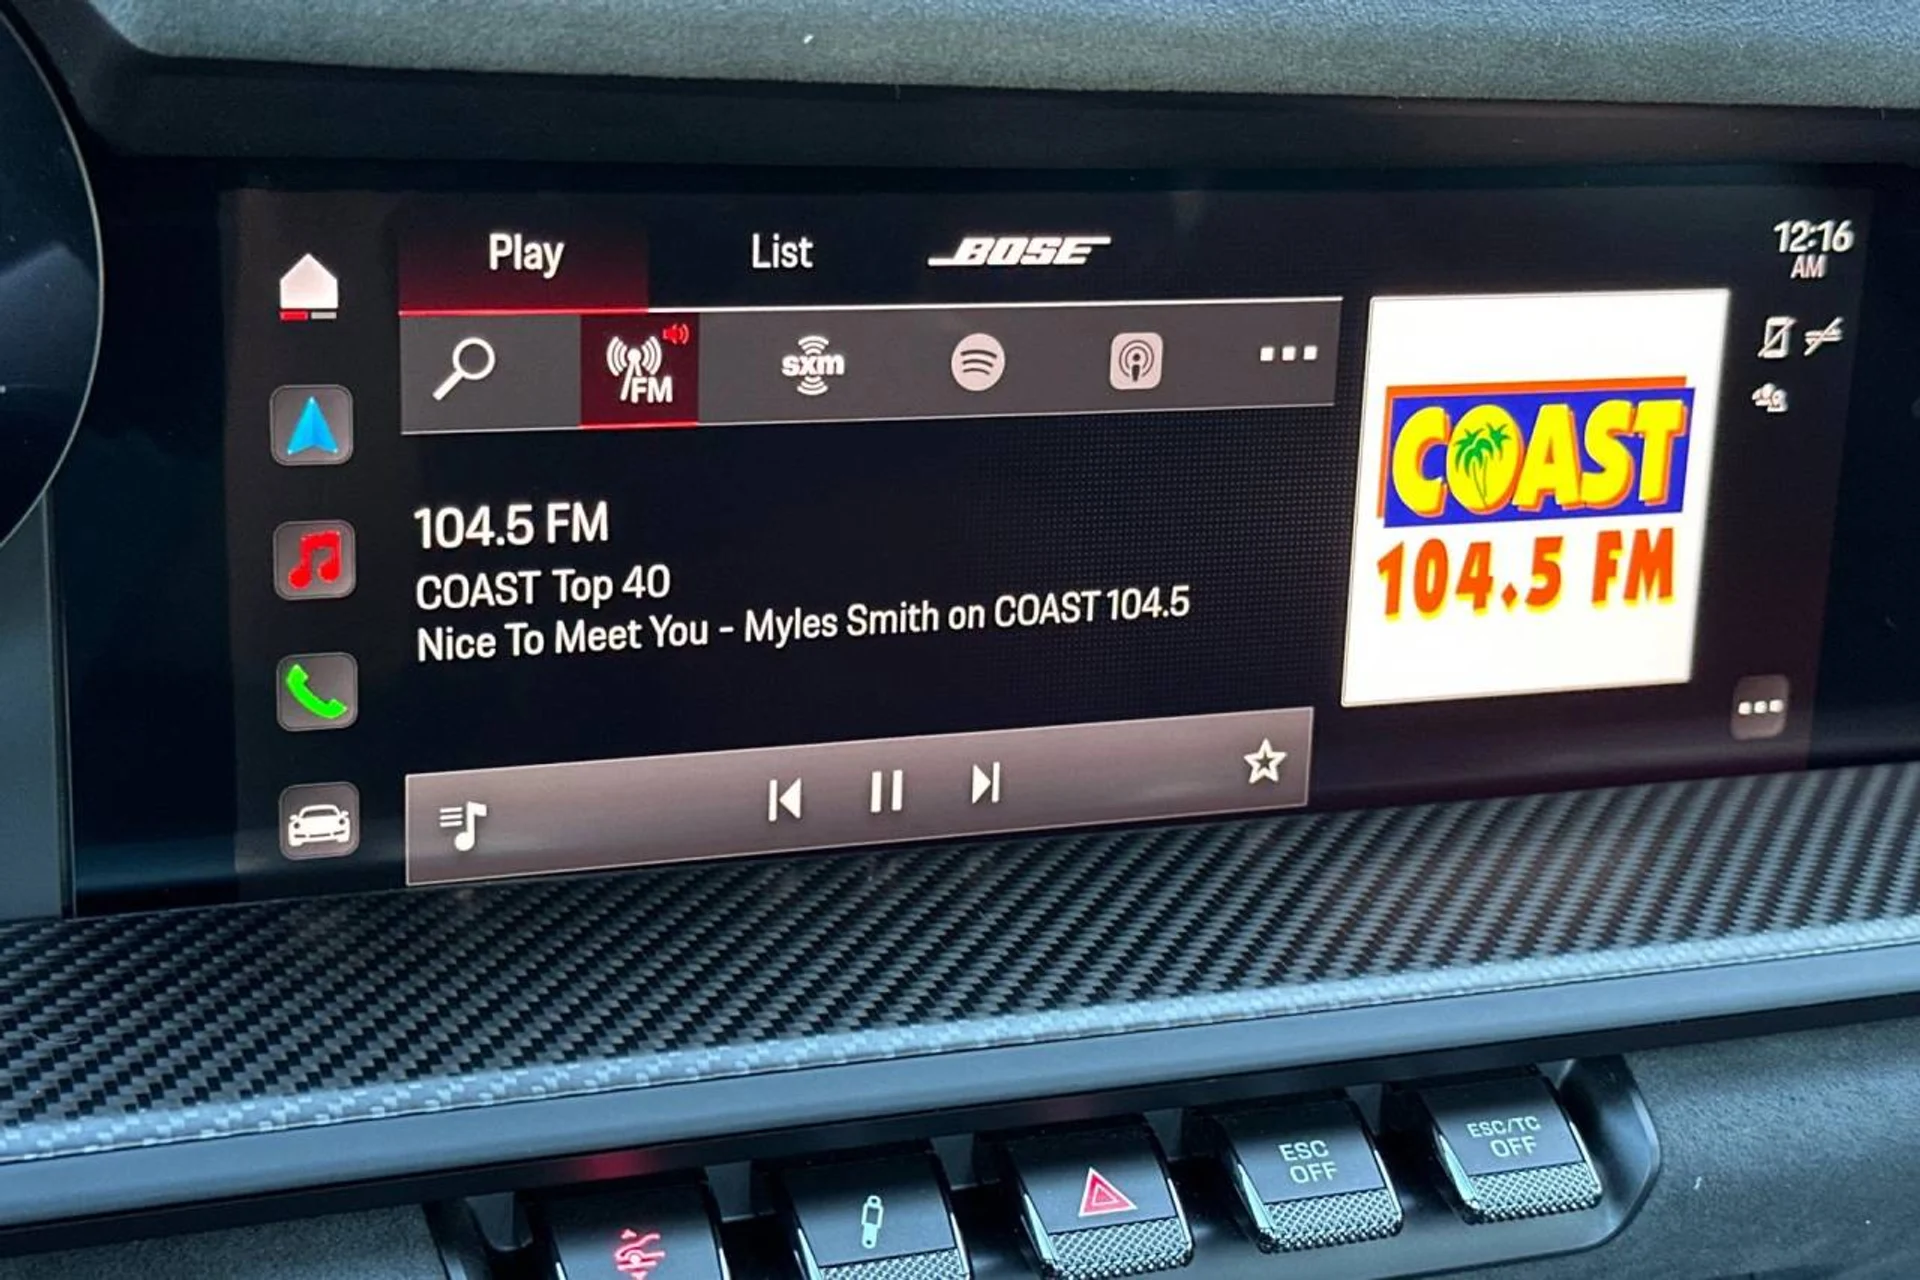 Play
List
BOSE
12:16
AM
FM
sxm
104.5 FM
COAST Top 40
Nice To Meet You - Myles Smith on COAST 104.5
COAST
104.5 FM
ESC
OFF
ESC/TC
OFF